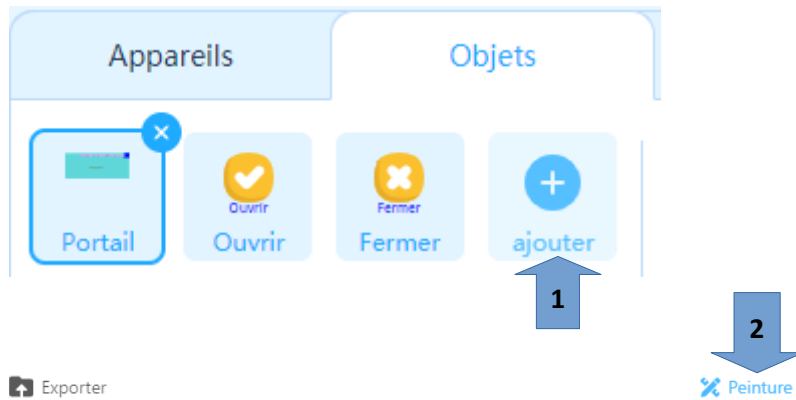 Appareils Objets
Ouvrir Fermer
Portail Ouvrir Fermer ajouter
1
2
Exporter Peinture